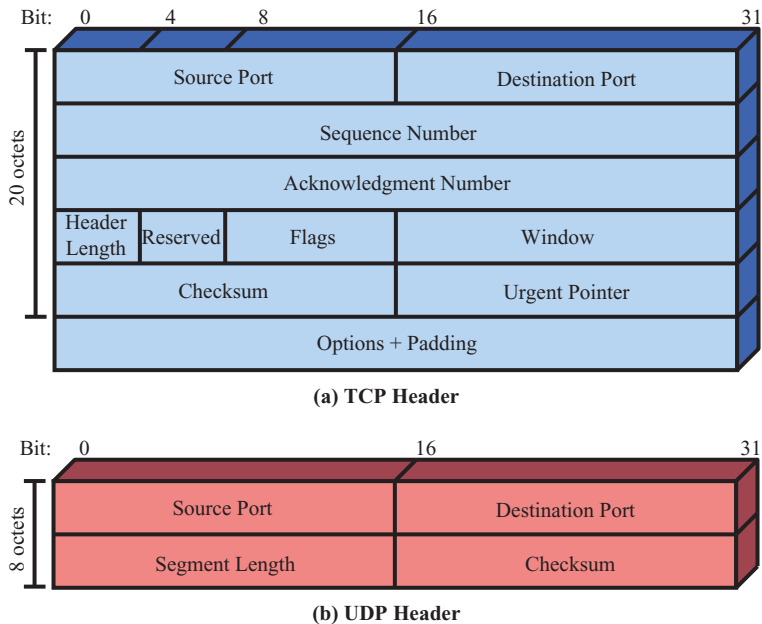 Bit: 0 4 8 16 31
20 octets
Source Port Destination Port
Sequence Number
Acknowledgment Number
Header Length Reserved Flags Window
Checksum Urgent Pointer
Options + Padding
(a) TCP Header
Bit: 0 16 31
8 octets
Source Port Destination Port
Segment Length Checksum
(b) UDP Header